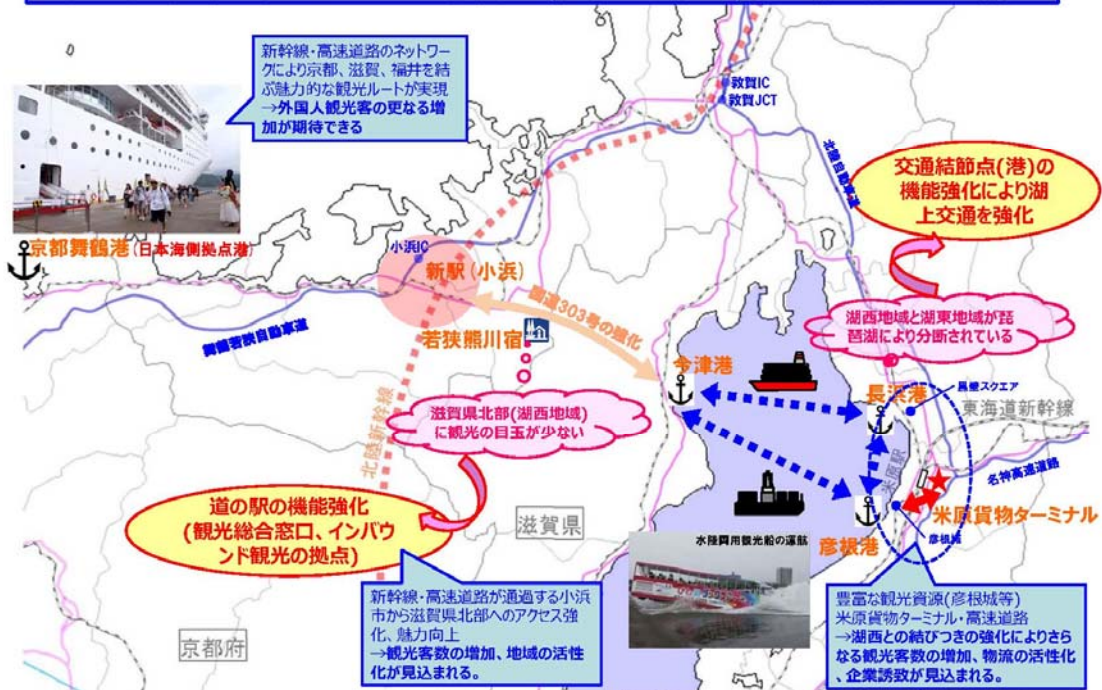 新幹線・高速道路のネットワー
クにより京都、滋賀、福井を結
ぶ魅力的な観光ルートが実現
→外国人観光客の更なる増
加が期待できる
敦賀IC
敦賀JCT
北陸自動車道
交通結節点(港)の
機能強化により湖
上交通を強化
京都舞鶴港(日本海側拠点港)
小浜IC
新駅(小浜)
国道303号の強化
舞鶴若狭自動車道
若狭熊川宿
湖西地域と湖東地域が琵
琶湖により分断されている
今津港
長浜港
黒壁スクエア
東海道新幹線
滋賀県北部(湖西地域)
に観光の目玉が少ない
北陸新幹線
米原駅
名神高速道路
道の駅の機能強化
(観光総合窓口、インバウ
ンド観光の拠点)
滋賀県
米原貨物ターミナル
彦根城
彦根港
水陸両用観光船の運航
新幹線・高速道路が通過する小浜
市から滋賀県北部へのアクセス強
化、魅力向上
→観光客数の増加、地域の活性
化が見込まれる。
豊富な観光資源(彦根城等)
米原貨物ターミナル・高速道路
→湖西との結びつきの強化によりさら
なる観光客数の増加、物流の活性化
、企業誘致が見込まれる。
京都府